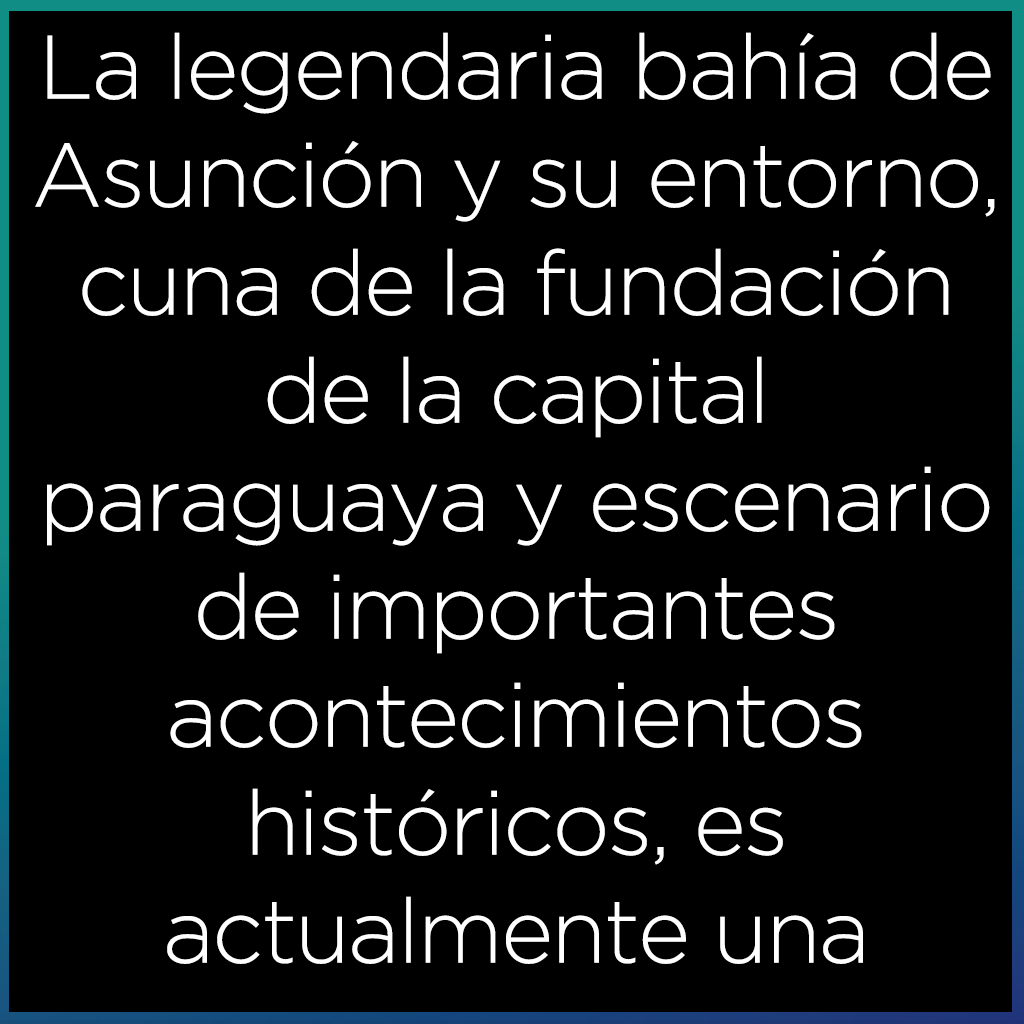 La legendaria bahía de
Asunción y su entorno,
cuna de la fundación
de la capital
paraguaya y escenario
de importantes
acontecimientos
históricos, es
actualmente una